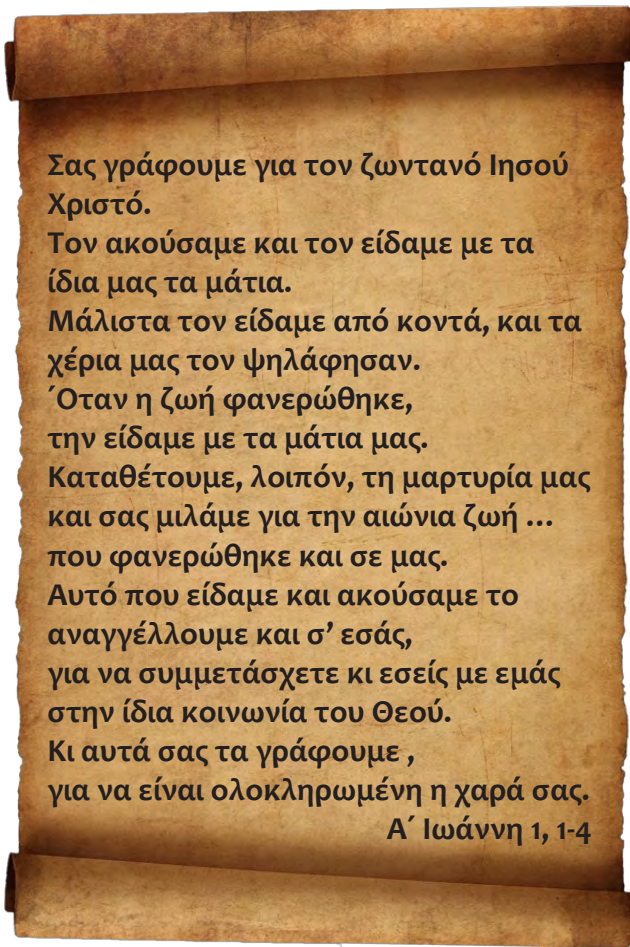 Σας γράφουμε για τον ζωντανό Ιησού
Χριστό.
Τον ακούσαμε και τον είδαμε με τα
ίδια μας τα μάτια.
Μάλιστα τον είδαμε από κοντά, και τα
χέρια μας τον ψηλάφησαν.
΄Οταν η ζωή φανερώθηκε,
την είδαμε με τα μάτια μας.
Καταθέτουμε, λοιπόν, τη μαρτυρία μας
και σας μιλάμε για την αιώνια ζωή ...
που φανερώθηκε και σε μας.
Αυτό που είδαμε και ακούσαμε το
αναγγέλλουμε και σ’ εσάς,
για να συμμετάσχετε κι εσείς με εμάς
στην ίδια κοινωνία του Θεού.
Κι αυτά σας τα γράφουμε ,
για να είναι ολοκληρωμένη η χαρά σας.
Α΄ Ιωάννη 1, 1-4